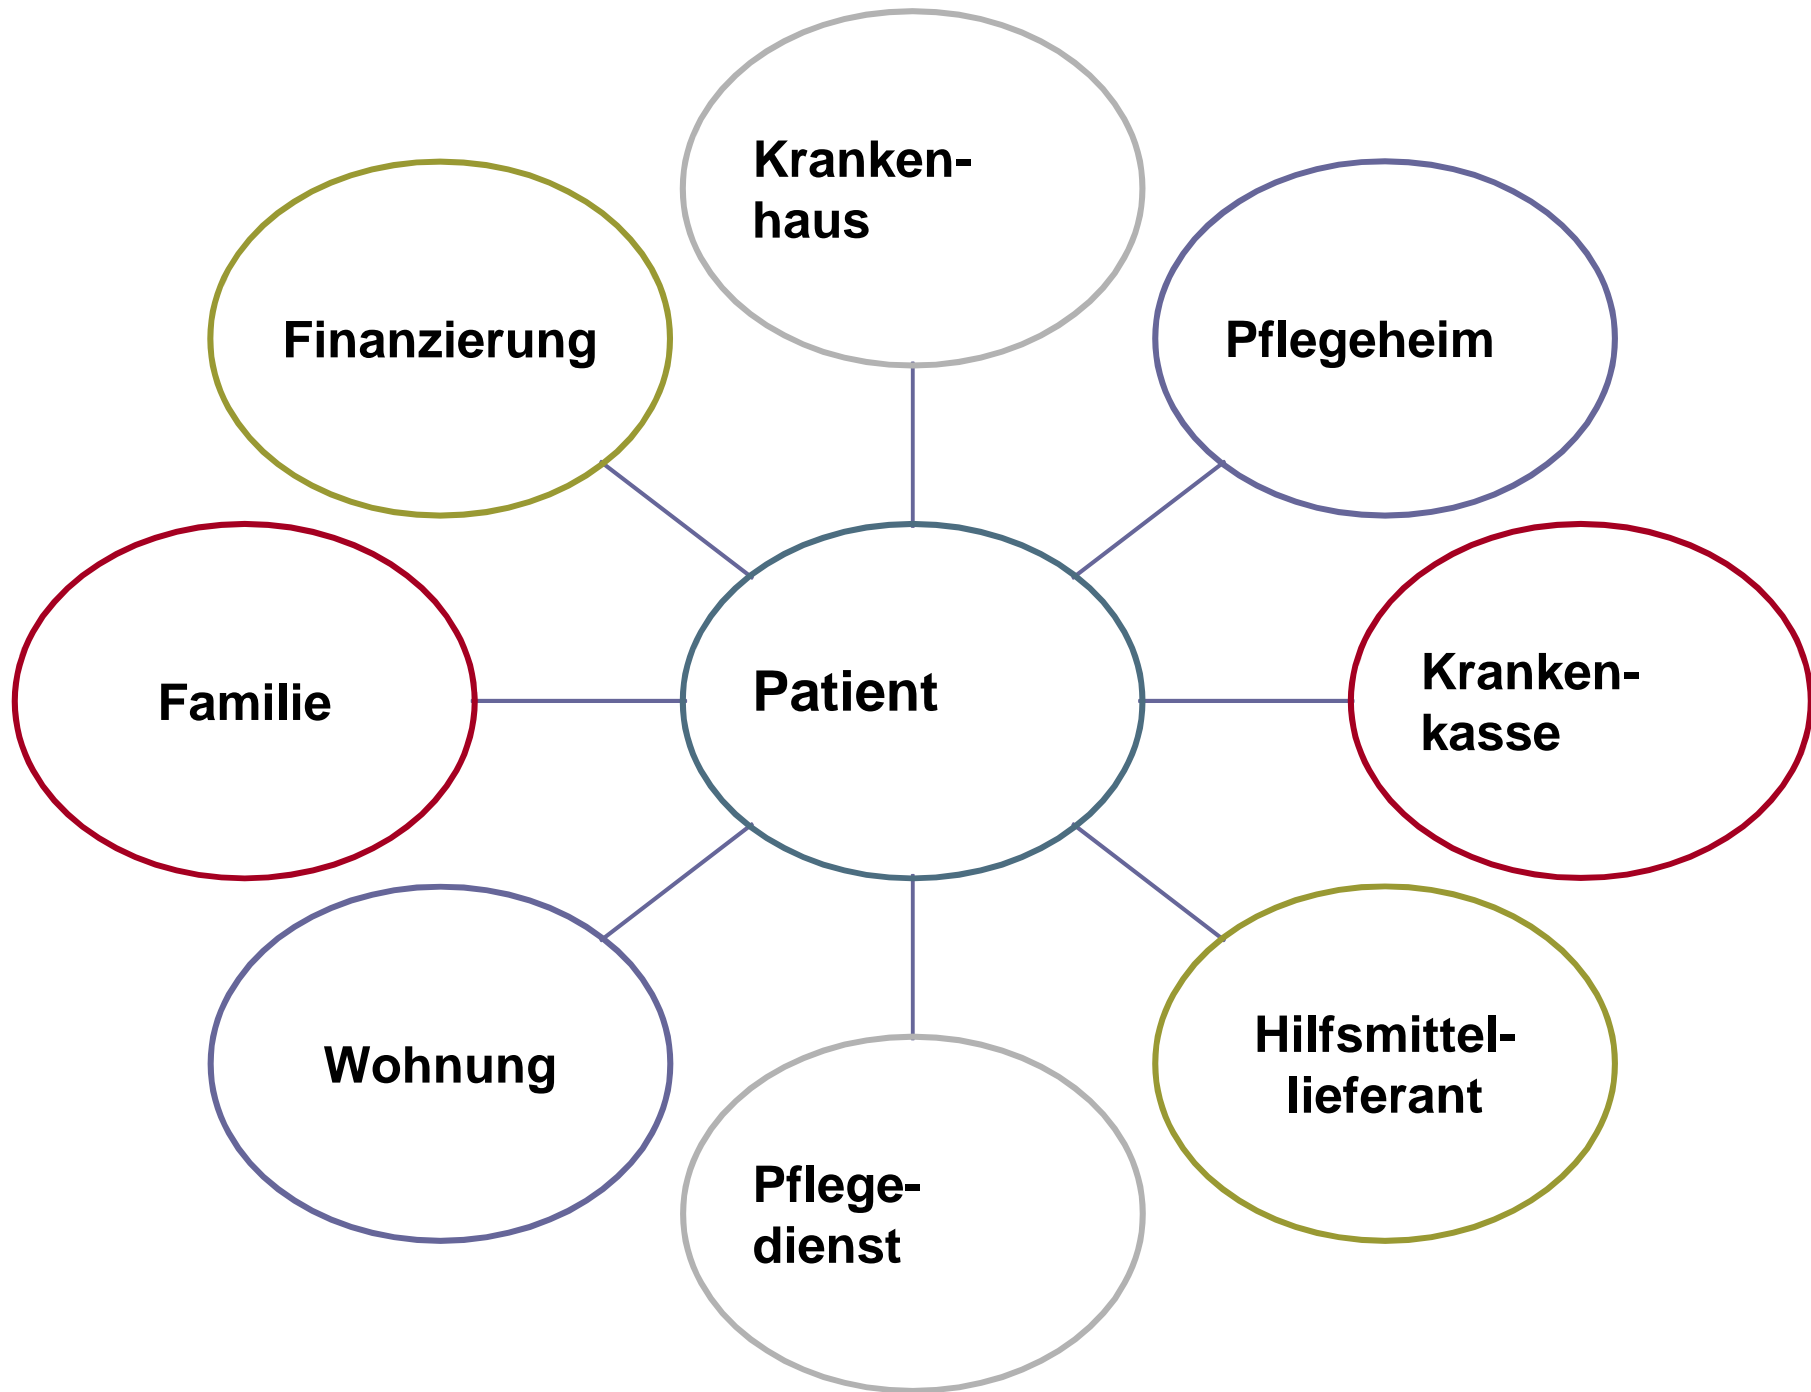 Kranken-
haus
Finanzierung
Pflegeheim
Familie
Patient
Kranken-
kasse
Wohnung
Hilfsmittel-
lieferant
Pflege-
dienst